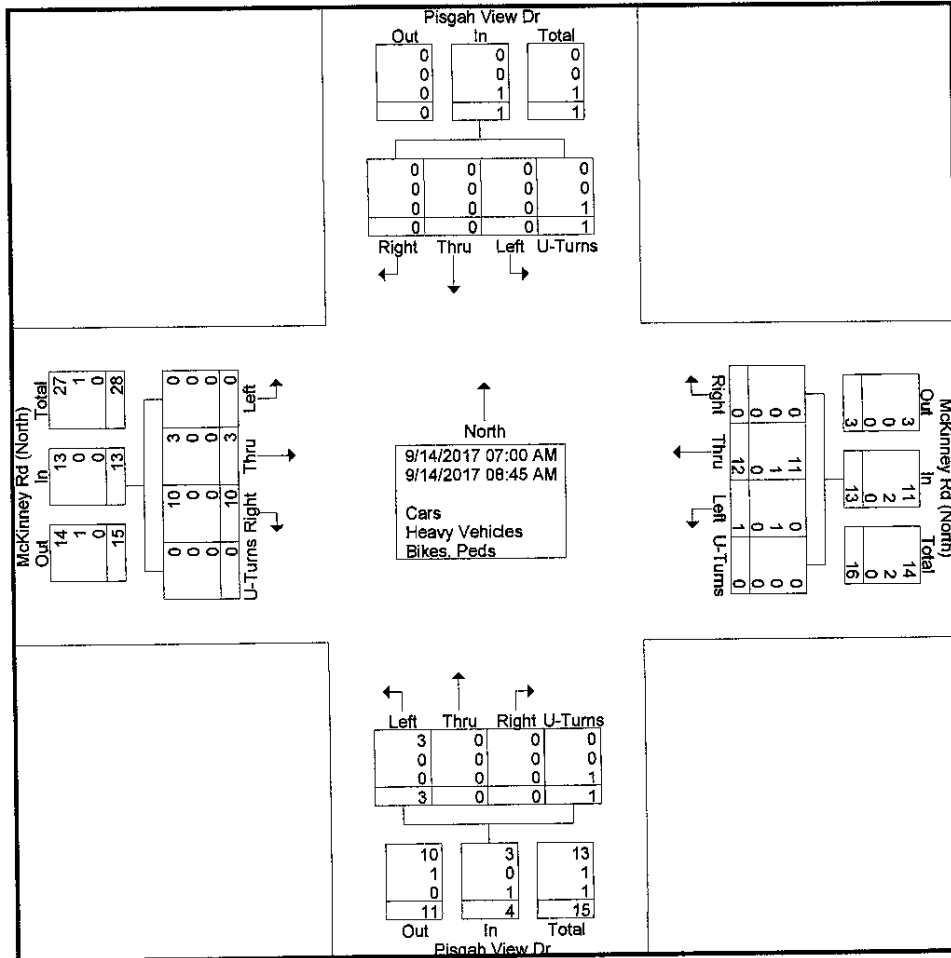 Pisgah View Dr
Out In Total
0 0 0
0 0 0
0 1 1
0 1 1
0 0 0 0
0 0 0 0
0 0 0 1
0 0 0 1
Right Thru Left U-Turns
McKinney Rd (North)
Total In Out
27 13 14
1 0 1
0 0 0
28 13 15
Left Thru Right U-Turns
0 3 10 0
0 0 0 0
0 0 0 0
0 3 10 0
North
9/14/2017 07:00 AM
9/14/2017 08:45 AM
Cars
Heavy Vehicles
Bikes, Peds
Right Thru Left U-Turns
0 11 0 0
0 1 1 0
0 0 0 0
0 12 1 0
McKinney Rd (North)
Out In Total
3 11 14
0 2 2
0 0 0
3 13 16
Left Thru Right U-Turns
3 0 0 0
0 0 0 0
0 0 0 1
3 0 0 1
10 3 13
1 0 1
0 1 1
11 4 15
Out In Total
Pisgah View Dr